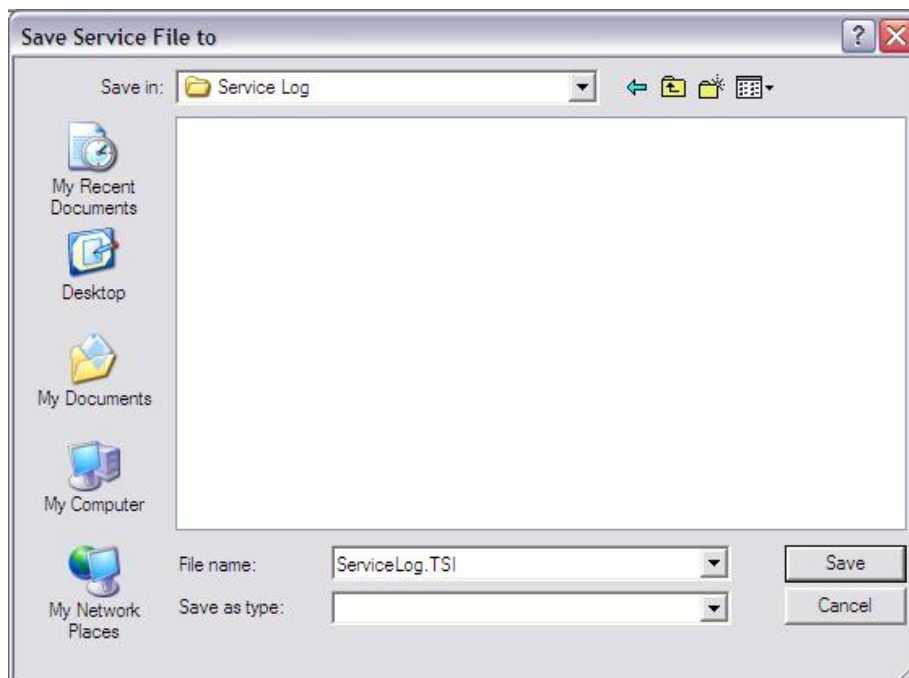 Save Service File to
Save in: Service Log
My Recent
Documents
Desktop
My Documents
My Computer
My Network
Places
File name: ServiceLog.TSI Save
Save as type: Cancel